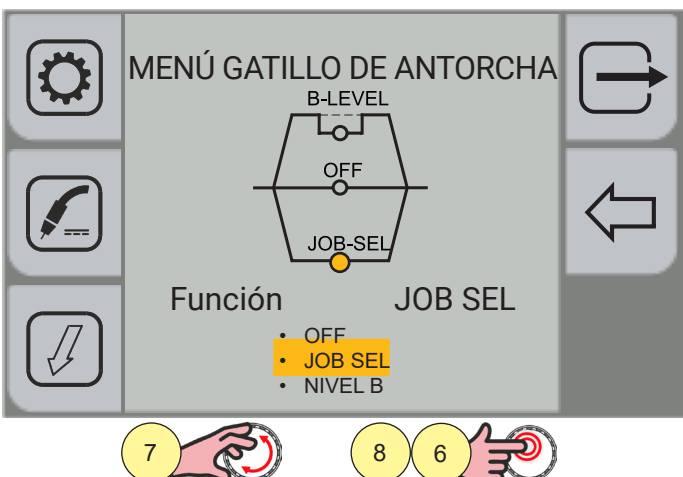 MENÚ GATILLO DE ANTORCHA
B-LEVEL
OFF
JOB-SEL
Función JOB SEL
• OFF
• JOB SEL
• NIVEL B
7 8 6